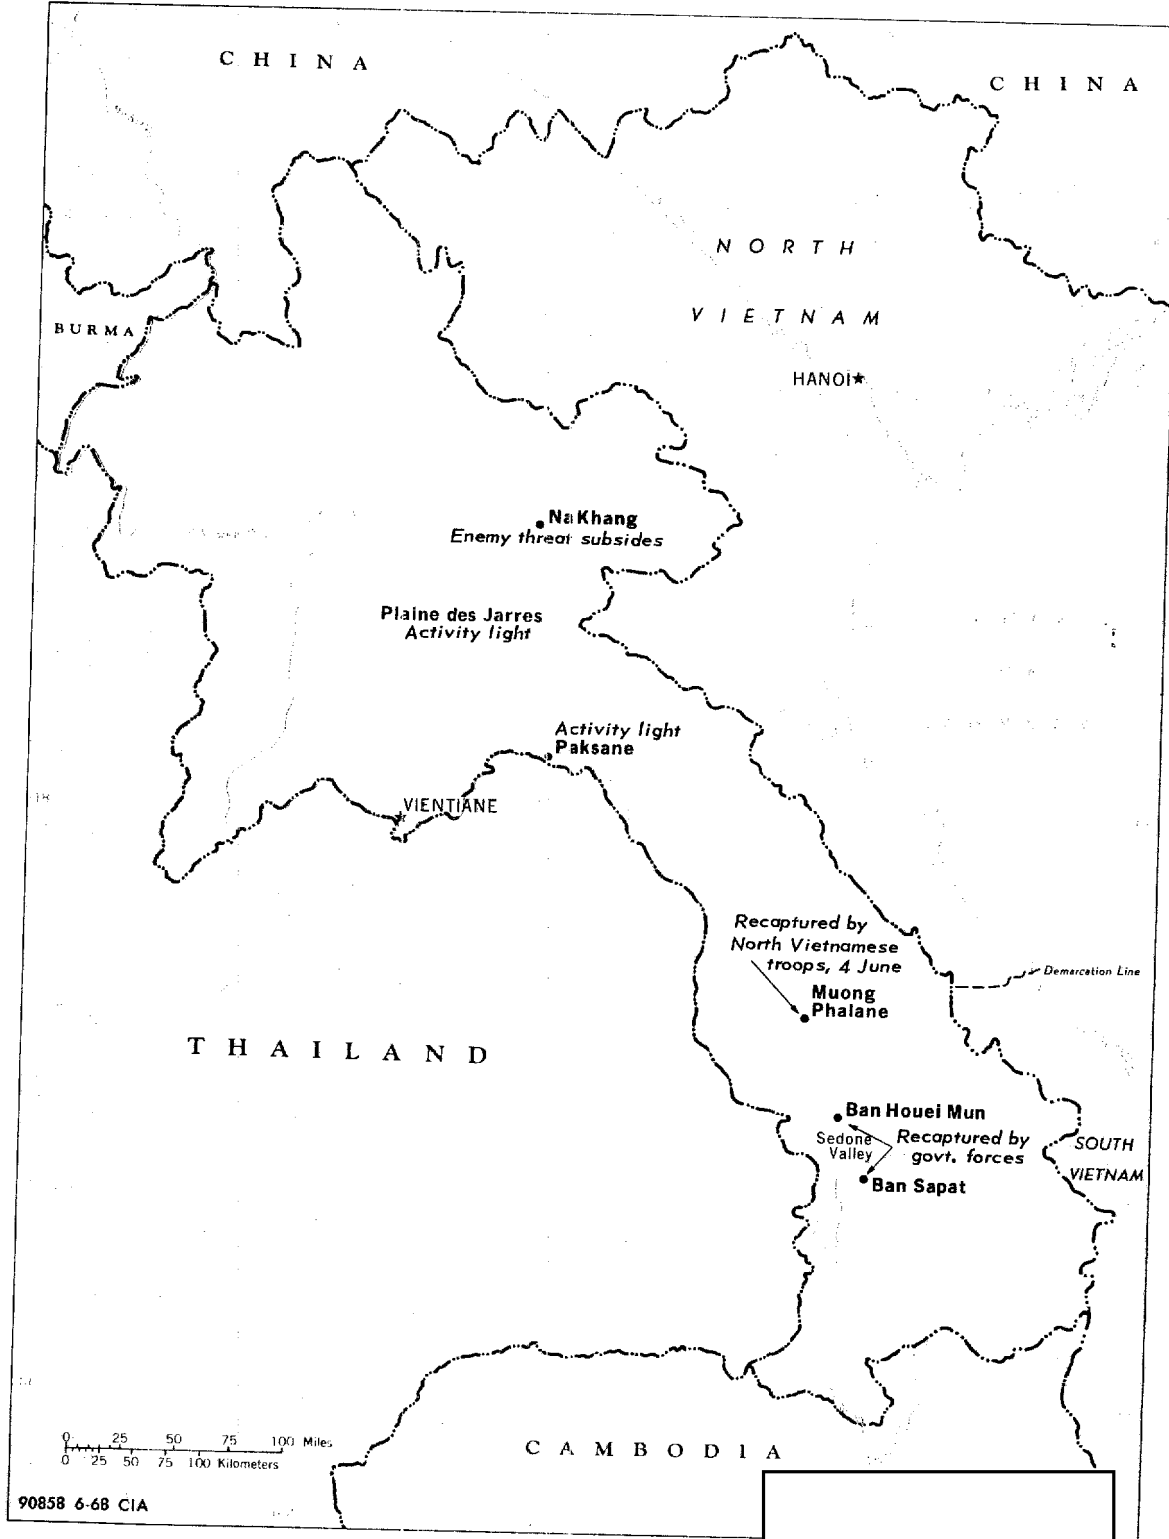 CHINA
CHINA
NORTH
VIETNAM
BURMA
HANOI
Na Khang
Enemy threat subsides
Plaine des Jarres
Activity light
Activity light
Paksane
18
VIENTIANE
Recaptured by
North Vietnamese
troops, 4 June
Demarcation Line
Muong
Phalane
THAILAND
Ban Houei Mun
Sedone
Valley
Recaptured by
govt. forces
SOUTH
VIETNAM
Ban Sapat
0 25 50 75 100 Miles
0 25 50 75 100 Kilometers
CAMBODIA
90858 6-68 CIA